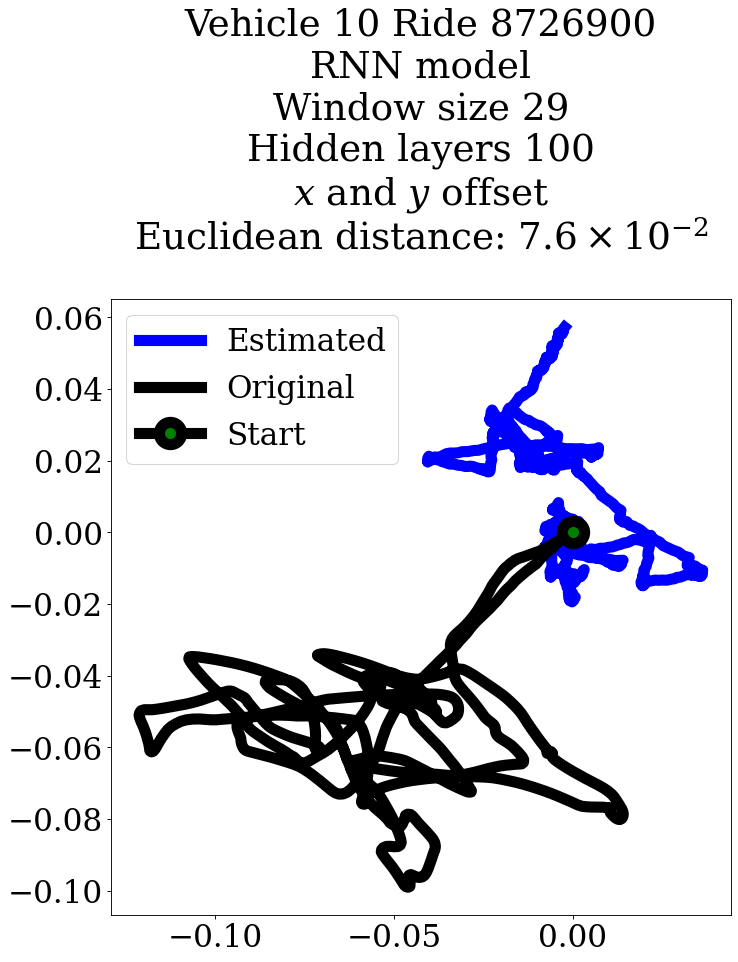 Vehicle 10 Ride 8726900
RNN model
Window size 29
Hidden layers 100
x and y offset
Euclidean distance: 7.6 × 10⁻²
Estimated
Original
Start
0.06
0.04
0.02
0.00
−0.02
−0.04
−0.06
−0.08
−0.10
−0.10 −0.05 0.00